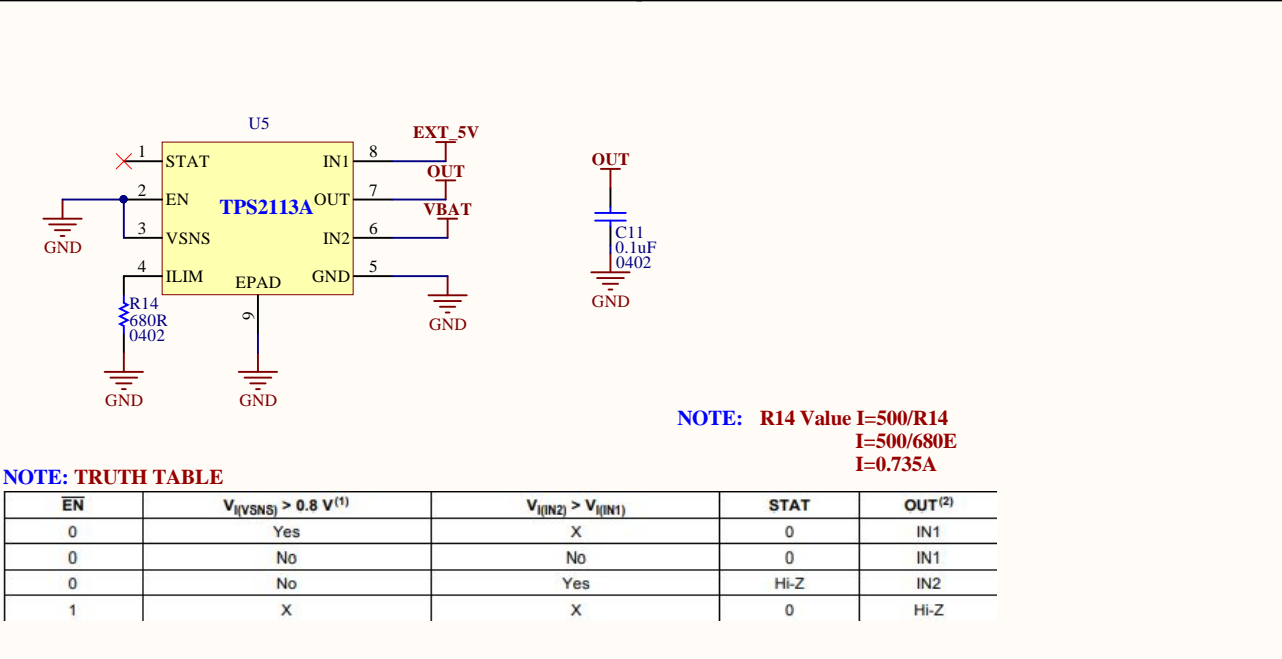 U5
EXT_5V
1 STAT IN1 8
OUT
2 EN TPS2113A OUT 7
VBAT
3 VSNS IN2 6
4 ILIM EPAD GND 5
9
GND
R14
680R
0402
GND
GND
GND
OUT
C11
0.1uF
0402
GND
NOTE: R14 Value I=500/R14
I=500/680E
I=0.735A
NOTE: TRUTH TABLE
EN VI(VSNS) > 0.8 V(1) VI(IN2) > VI(IN1) STAT OUT(2)
0 Yes X 0 IN1
0 No No 0 IN1
0 No Yes Hi-Z IN2
1 X X 0 Hi-Z